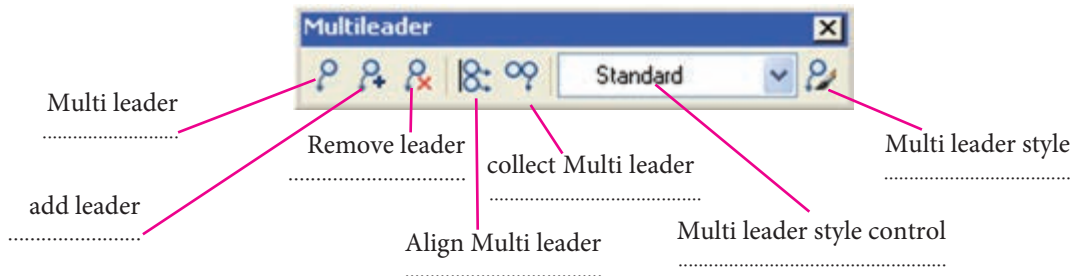 Multileader
Standard
Multi leader
Remove leader
collect Multi leader
Multi leader style
add leader
Align Multi leader
Multi leader style control